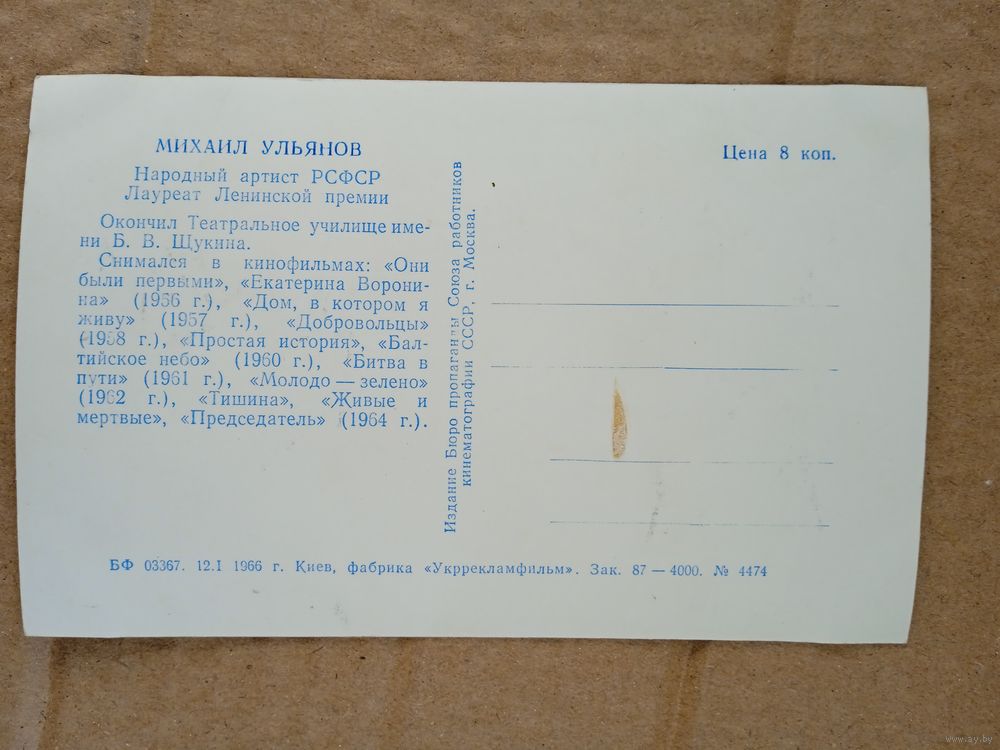 МИХАИЛ УЛЬЯНОВ
Народный артист РСФСР
Лауреат Ленинской премии
Окончил Театральное училище име-
ни Б. В. Щукина.
Снимался в кинофильмах: «Они
были первыми», «Екатерина Ворони-
на» (1956 г.), «Дом, в котором я
живу» (1957 г.), «Добровольцы»
(1958 г.), «Простая история», «Бал-
тийское небо» (1960 г.), «Битва в
пути» (1961 г.), «Молодо — зелено»
(1962 г.), «Тишина», «Живые и
мертвые», «Председатель» (1964 г.).
Издание Бюро пропаганды Союза работников
кинематографии СССР, г. Москва.
Цена 8 коп.
БФ 03367. 12.I 1966 г. Киев, фабрика «Укррекламфильм». Зак. 87 — 4000. № 4474
www.ay.by